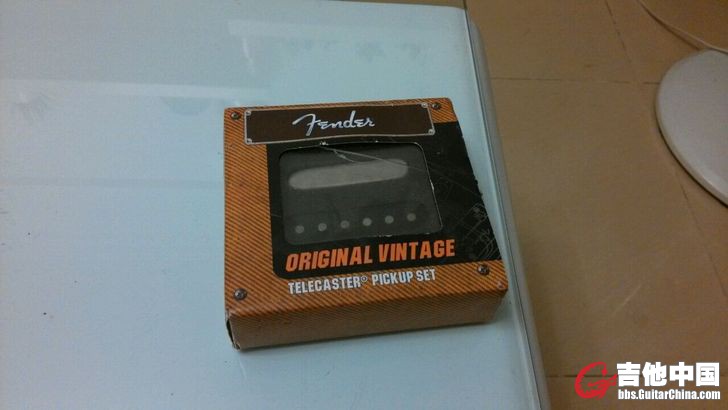 Fender
ORIGINAL VINTAGE
TELECASTER® PICKUP SET
吉他中国
bbs.GuitarChina.com